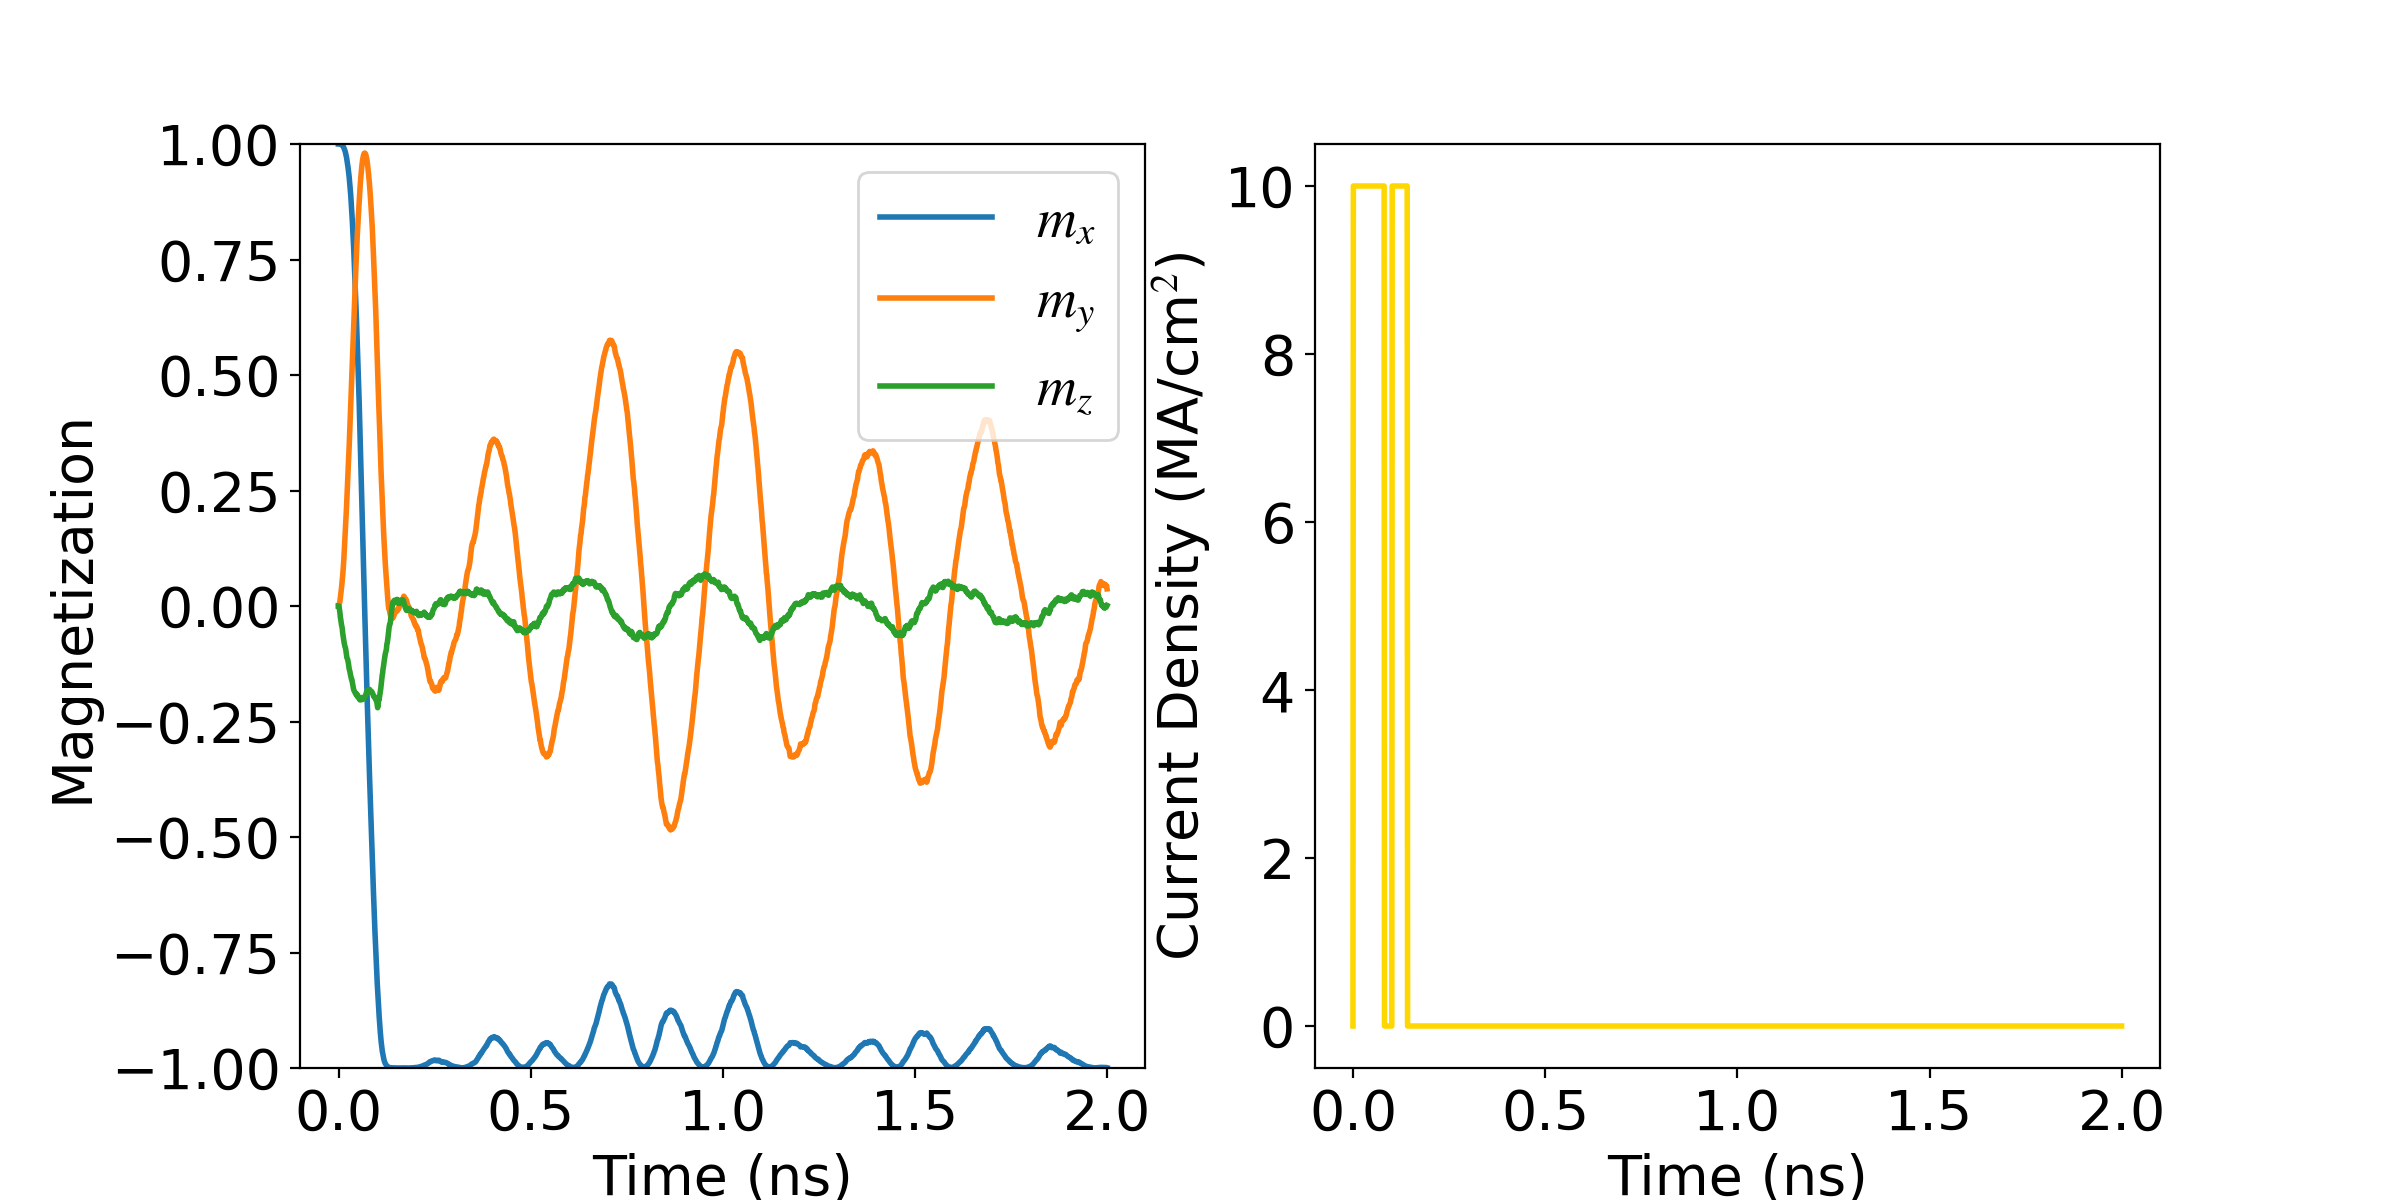 Magnetization
1.00
0.75
0.50
0.25
0.00
−0.25
−0.50
−0.75
−1.00
0.0 0.5 1.0 1.5 2.0
Time (ns)
m_x
m_y
m_z
Current Density (MA/cm²)
10
8
6
4
2
0
0.0 0.5 1.0 1.5 2.0
Time (ns)